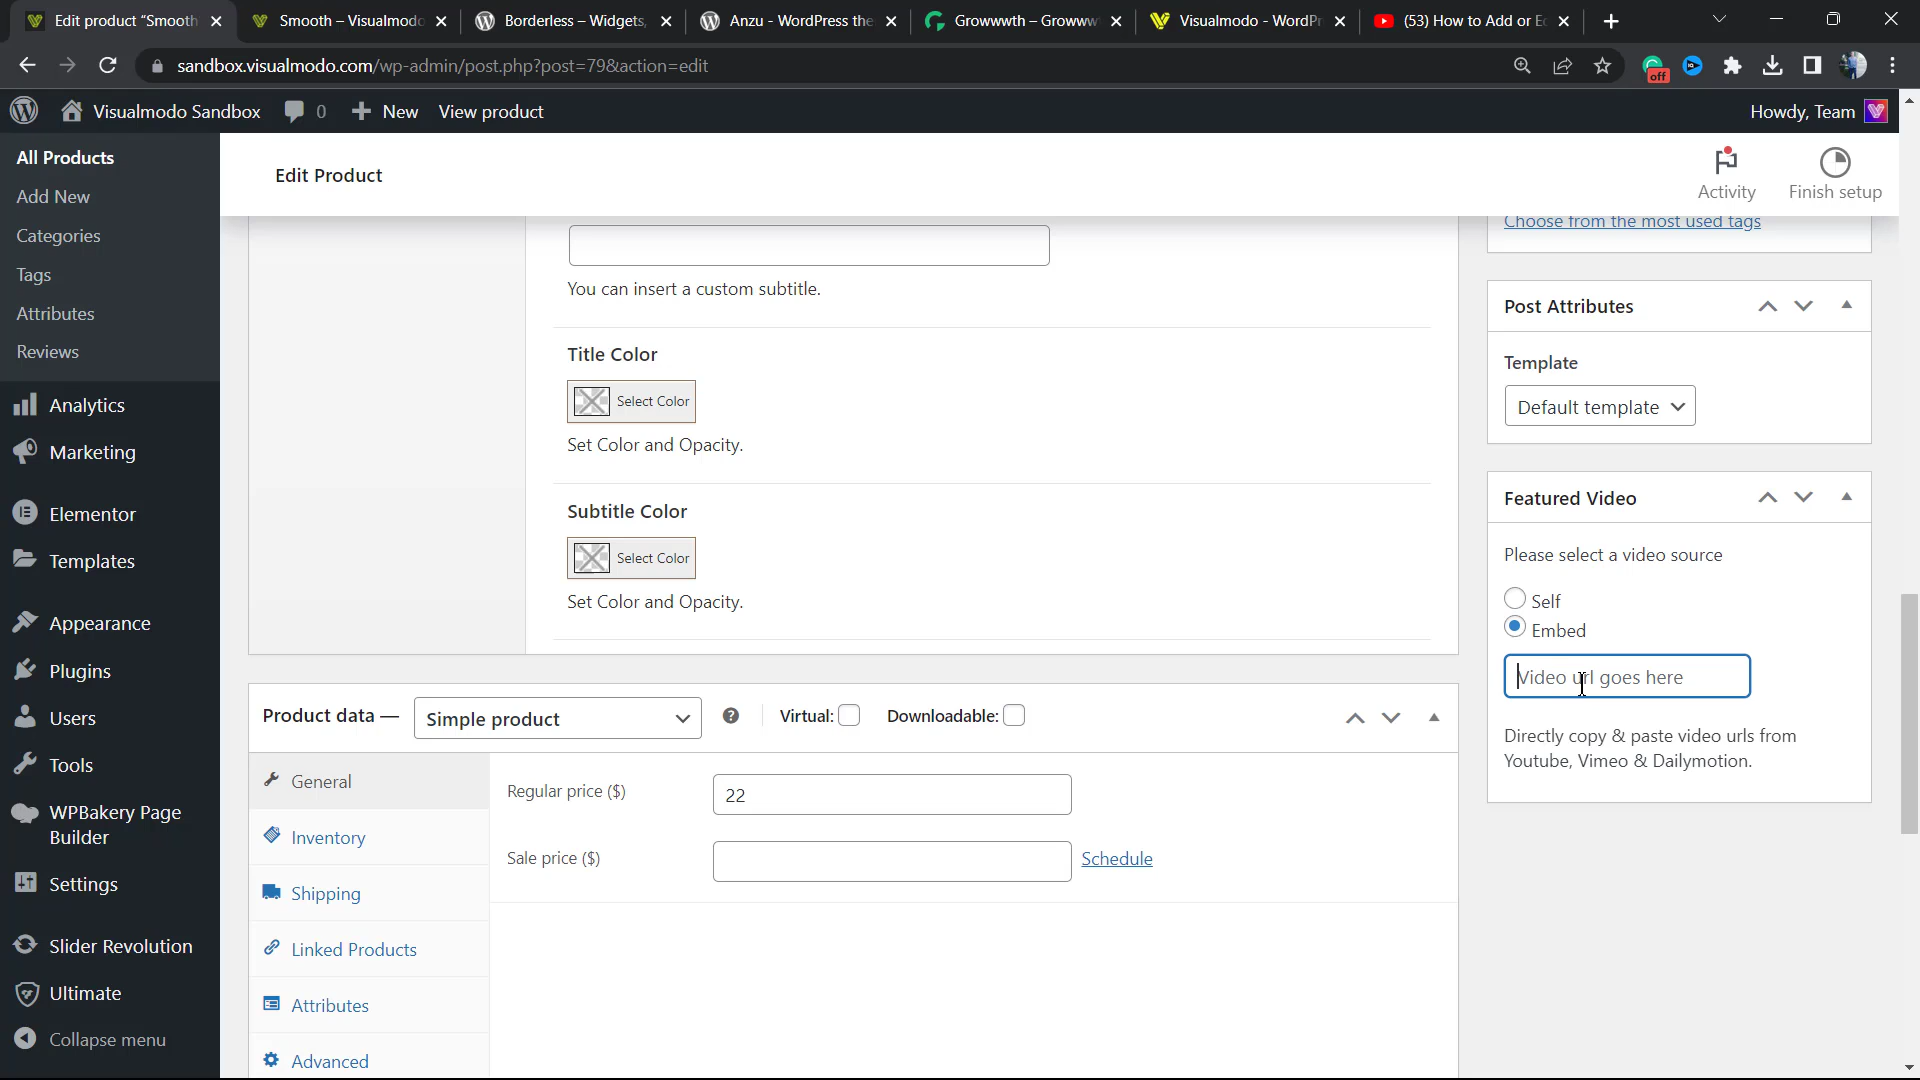 Edit product "Smooth
Smooth – Visualmodo
Borderless – Widgets,
Anzu - WordPress the
Growwwth – Growww
Visualmodo - WordPr
(53) How to Add or Ed
sandbox.visualmodo.com/wp-admin/post.php?post=79&action=edit
off
Visualmodo Sandbox
0
New
View product
Howdy, Team
All Products
Add New
Categories
Tags
Attributes
Reviews
Analytics
Marketing
Elementor
Templates
Appearance
Plugins
Users
Tools
WPBakery Page
Builder
Settings
Slider Revolution
Ultimate
Collapse menu
Edit Product
Activity
Finish setup
You can insert a custom subtitle.
Title Color
Select Color
Set Color and Opacity.
Subtitle Color
Select Color
Set Color and Opacity.
Product data —
Simple product
Virtual:
Downloadable:
General
Inventory
Shipping
Linked Products
Attributes
Advanced
Regular price ($)
22
Sale price ($)
Schedule
Choose from the most used tags
Post Attributes
Template
Default template
Featured Video
Please select a video source
Self
Embed
Video url goes here
Directly copy & paste video urls from
Youtube, Vimeo & Dailymotion.